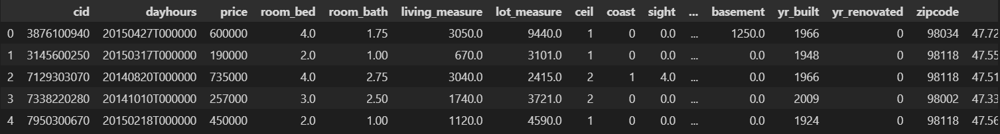 cid dayhours price room_bed room_bath living_measure lot_measure ceil coast sight ... basement yr_built yr_renovated zipcode
0 3876100940 20150427T000000 600000 4.0 1.75 3050.0 9440.0 1 0 0.0 ... 1250.0 1966 0 98034 47.72
1 3145600250 20150317T000000 190000 2.0 1.00 670.0 3101.0 1 0 0.0 ... 0.0 1948 0 98118 47.55
2 7129303070 20140820T000000 735000 4.0 2.75 3040.0 2415.0 2 1 4.0 ... 0.0 1966 0 98118 47.51
3 7338220280 20141010T000000 257000 3.0 2.50 1740.0 3721.0 2 0 0.0 ... 0.0 2009 0 98002 47.33
4 7950300670 20150218T000000 450000 2.0 1.00 1120.0 4590.0 1 0 0.0 ... 0.0 1924 0 98118 47.56